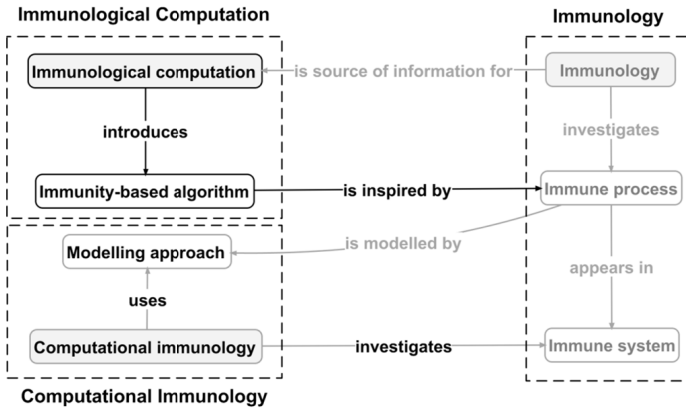 Immunological Computation
Immunology
Immunological computation
is source of information for
Immunology
introduces
investigates
Immunity-based algorithm
is inspired by
Immune process
Modelling approach
is modelled by
appears in
uses
Computational immunology
investigates
Immune system
Computational Immunology